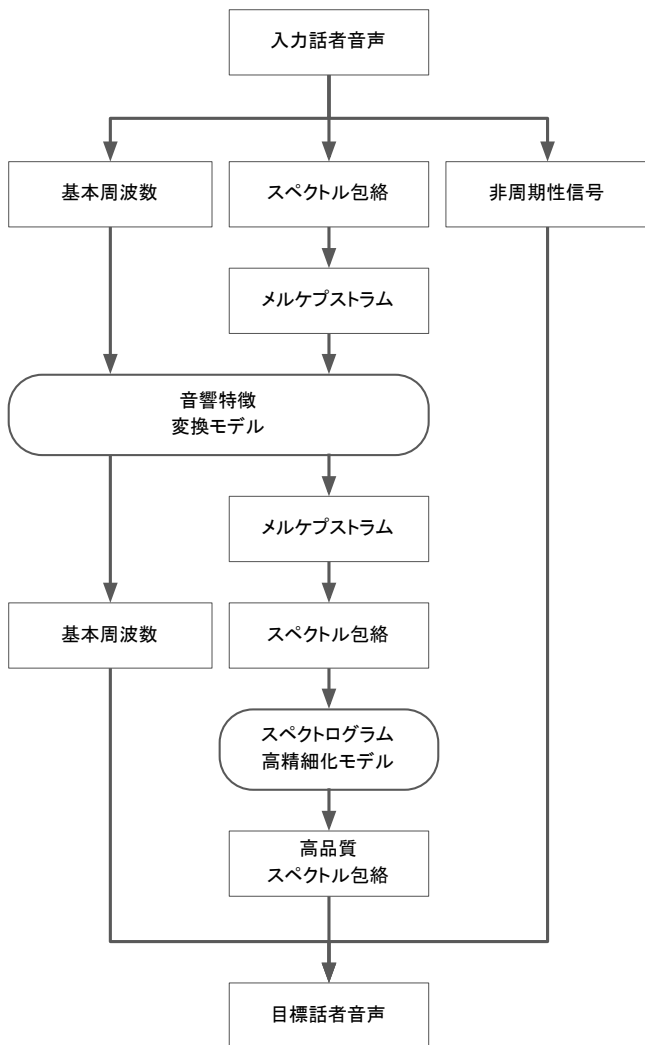 入力話者音声
基本周波数
スペクトル包絡
非周期性信号
メルケプストラム
音響特徴
変換モデル
メルケプストラム
基本周波数
スペクトル包絡
スペクトログラム
高精細化モデル
高品質
スペクトル包絡
目標話者音声